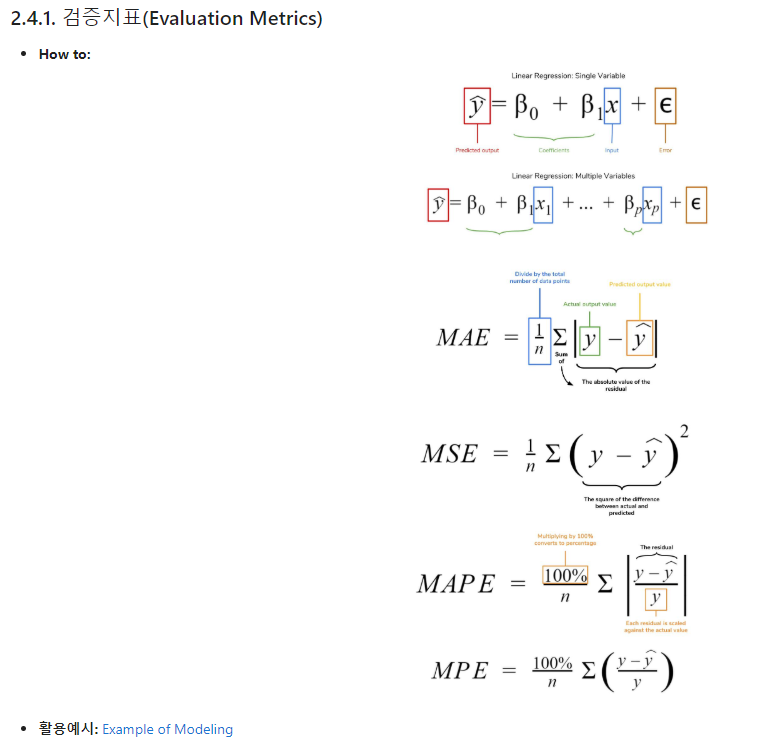 2.4.1. 검증지표(Evaluation Metrics)
• How to:
Linear Regression: Single Variable
ŷ = β₀ + β₁x + ϵ
Predicted output Coefficients Input Error
Linear Regression: Multiple Variables
ŷ = β₀ + β₁x₁ + ... + βₚxₚ + ϵ
Divide by the total
number of data points
Predicted output value
Actual output value
MAE = 1/n Σ |y − ŷ|
Sum
of
The absolute value of the
residual
MSE = 1/n Σ (y − ŷ)²
The square of the difference
between actual and
predicted
Multiplying by 100%
converts to percentage
The residual
MAPE = 100%/n Σ |(y − ŷ)/y|
Each residual is scaled
against the actual value
MPE = 100%/n Σ ((y − ŷ)/y)
• 활용예시: Example of Modeling